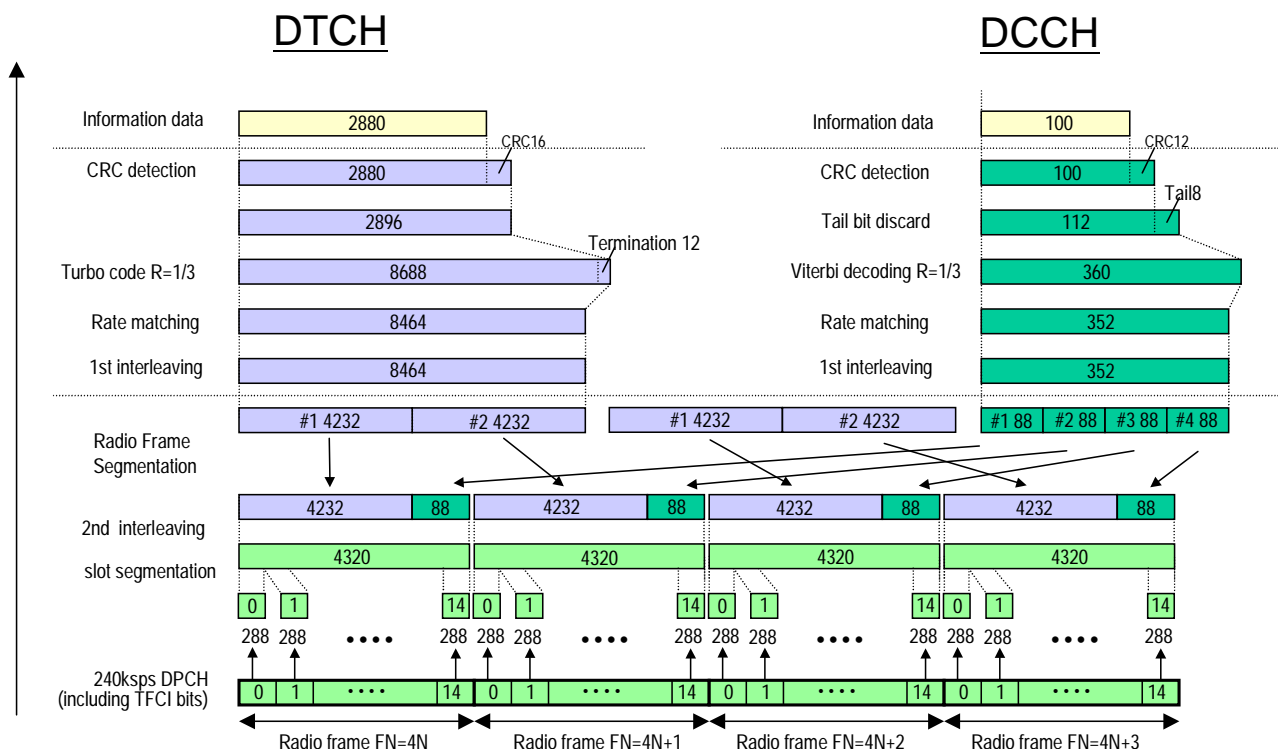 DTCH DCCH
Information data 2880 Information data 100
CRC16 CRC12
CRC detection 2880 CRC detection 100
Tail8
2896 Tail bit discard 112
Termination 12
Turbo code R=1/3 8688 Viterbi decoding R=1/3 360
Rate matching 8464 Rate matching 352
1st interleaving 8464 1st interleaving 352
#1 4232 #2 4232 #1 4232 #2 4232 #1 88 #2 88 #3 88 #4 88
Radio Frame
Segmentation
4232 88 4232 88 4232 88 4232 88
2nd interleaving
4320 4320 4320 4320
slot segmentation
0 1 14 0 1 14 0 1 14 0 1 14
288 288 •••• 288 288 288 •••• 288 288 288 •••• 288 288 288 •••• 288
240ksps DPCH
(including TFCI bits)
0 1 •••• 14 0 1 •••• 14 0 1 •••• 14 0 1 •••• 14
Radio frame FN=4N Radio frame FN=4N+1 Radio frame FN=4N+2 Radio frame FN=4N+3